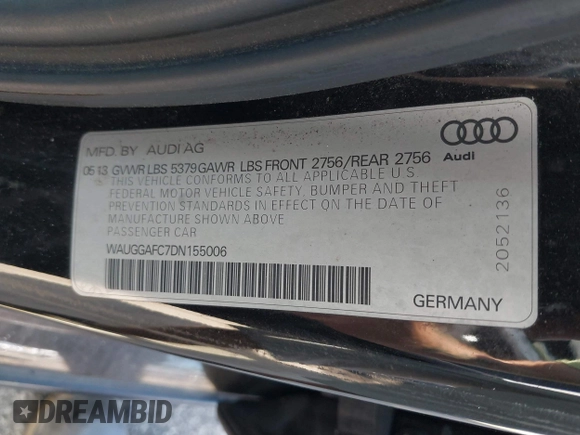 MFD. BY AUDI AG
05 13 GVWR LBS 5379 GAWR LBS FRONT 2756/REAR 2756
THIS VEHICLE CONFORMS TO ALL APPLICABLE U S
FEDERAL MOTOR VEHICLE SAFETY, BUMPER AND THEFT
PREVENTION STANDARDS IN EFFECT ON THE DATE OF
MANUFACTURE SHOWN ABOVE
PASSENGER CAR
WAUGGAFC7DN155006
Audi
2052136
GERMANY
DREAMBID